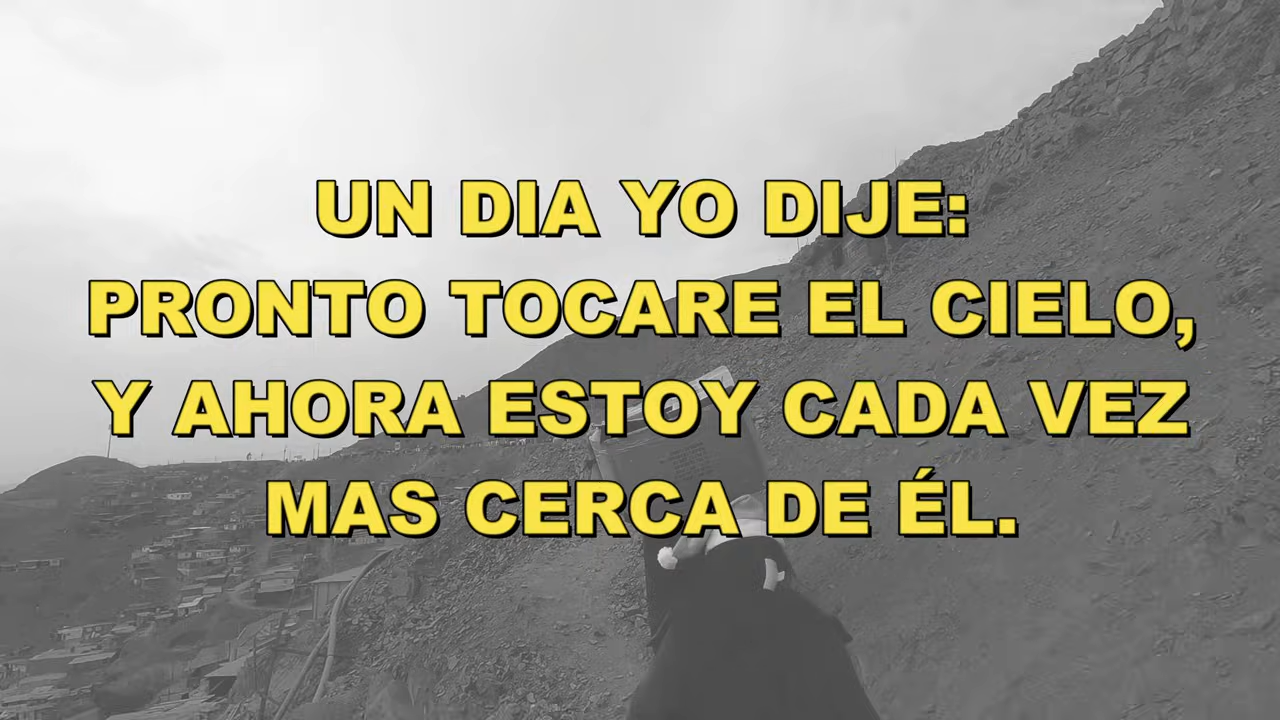 UN DIA YO DIJE:
PRONTO TOCARE EL CIELO,
Y AHORA ESTOY CADA VEZ
MAS CERCA DE ÉL.